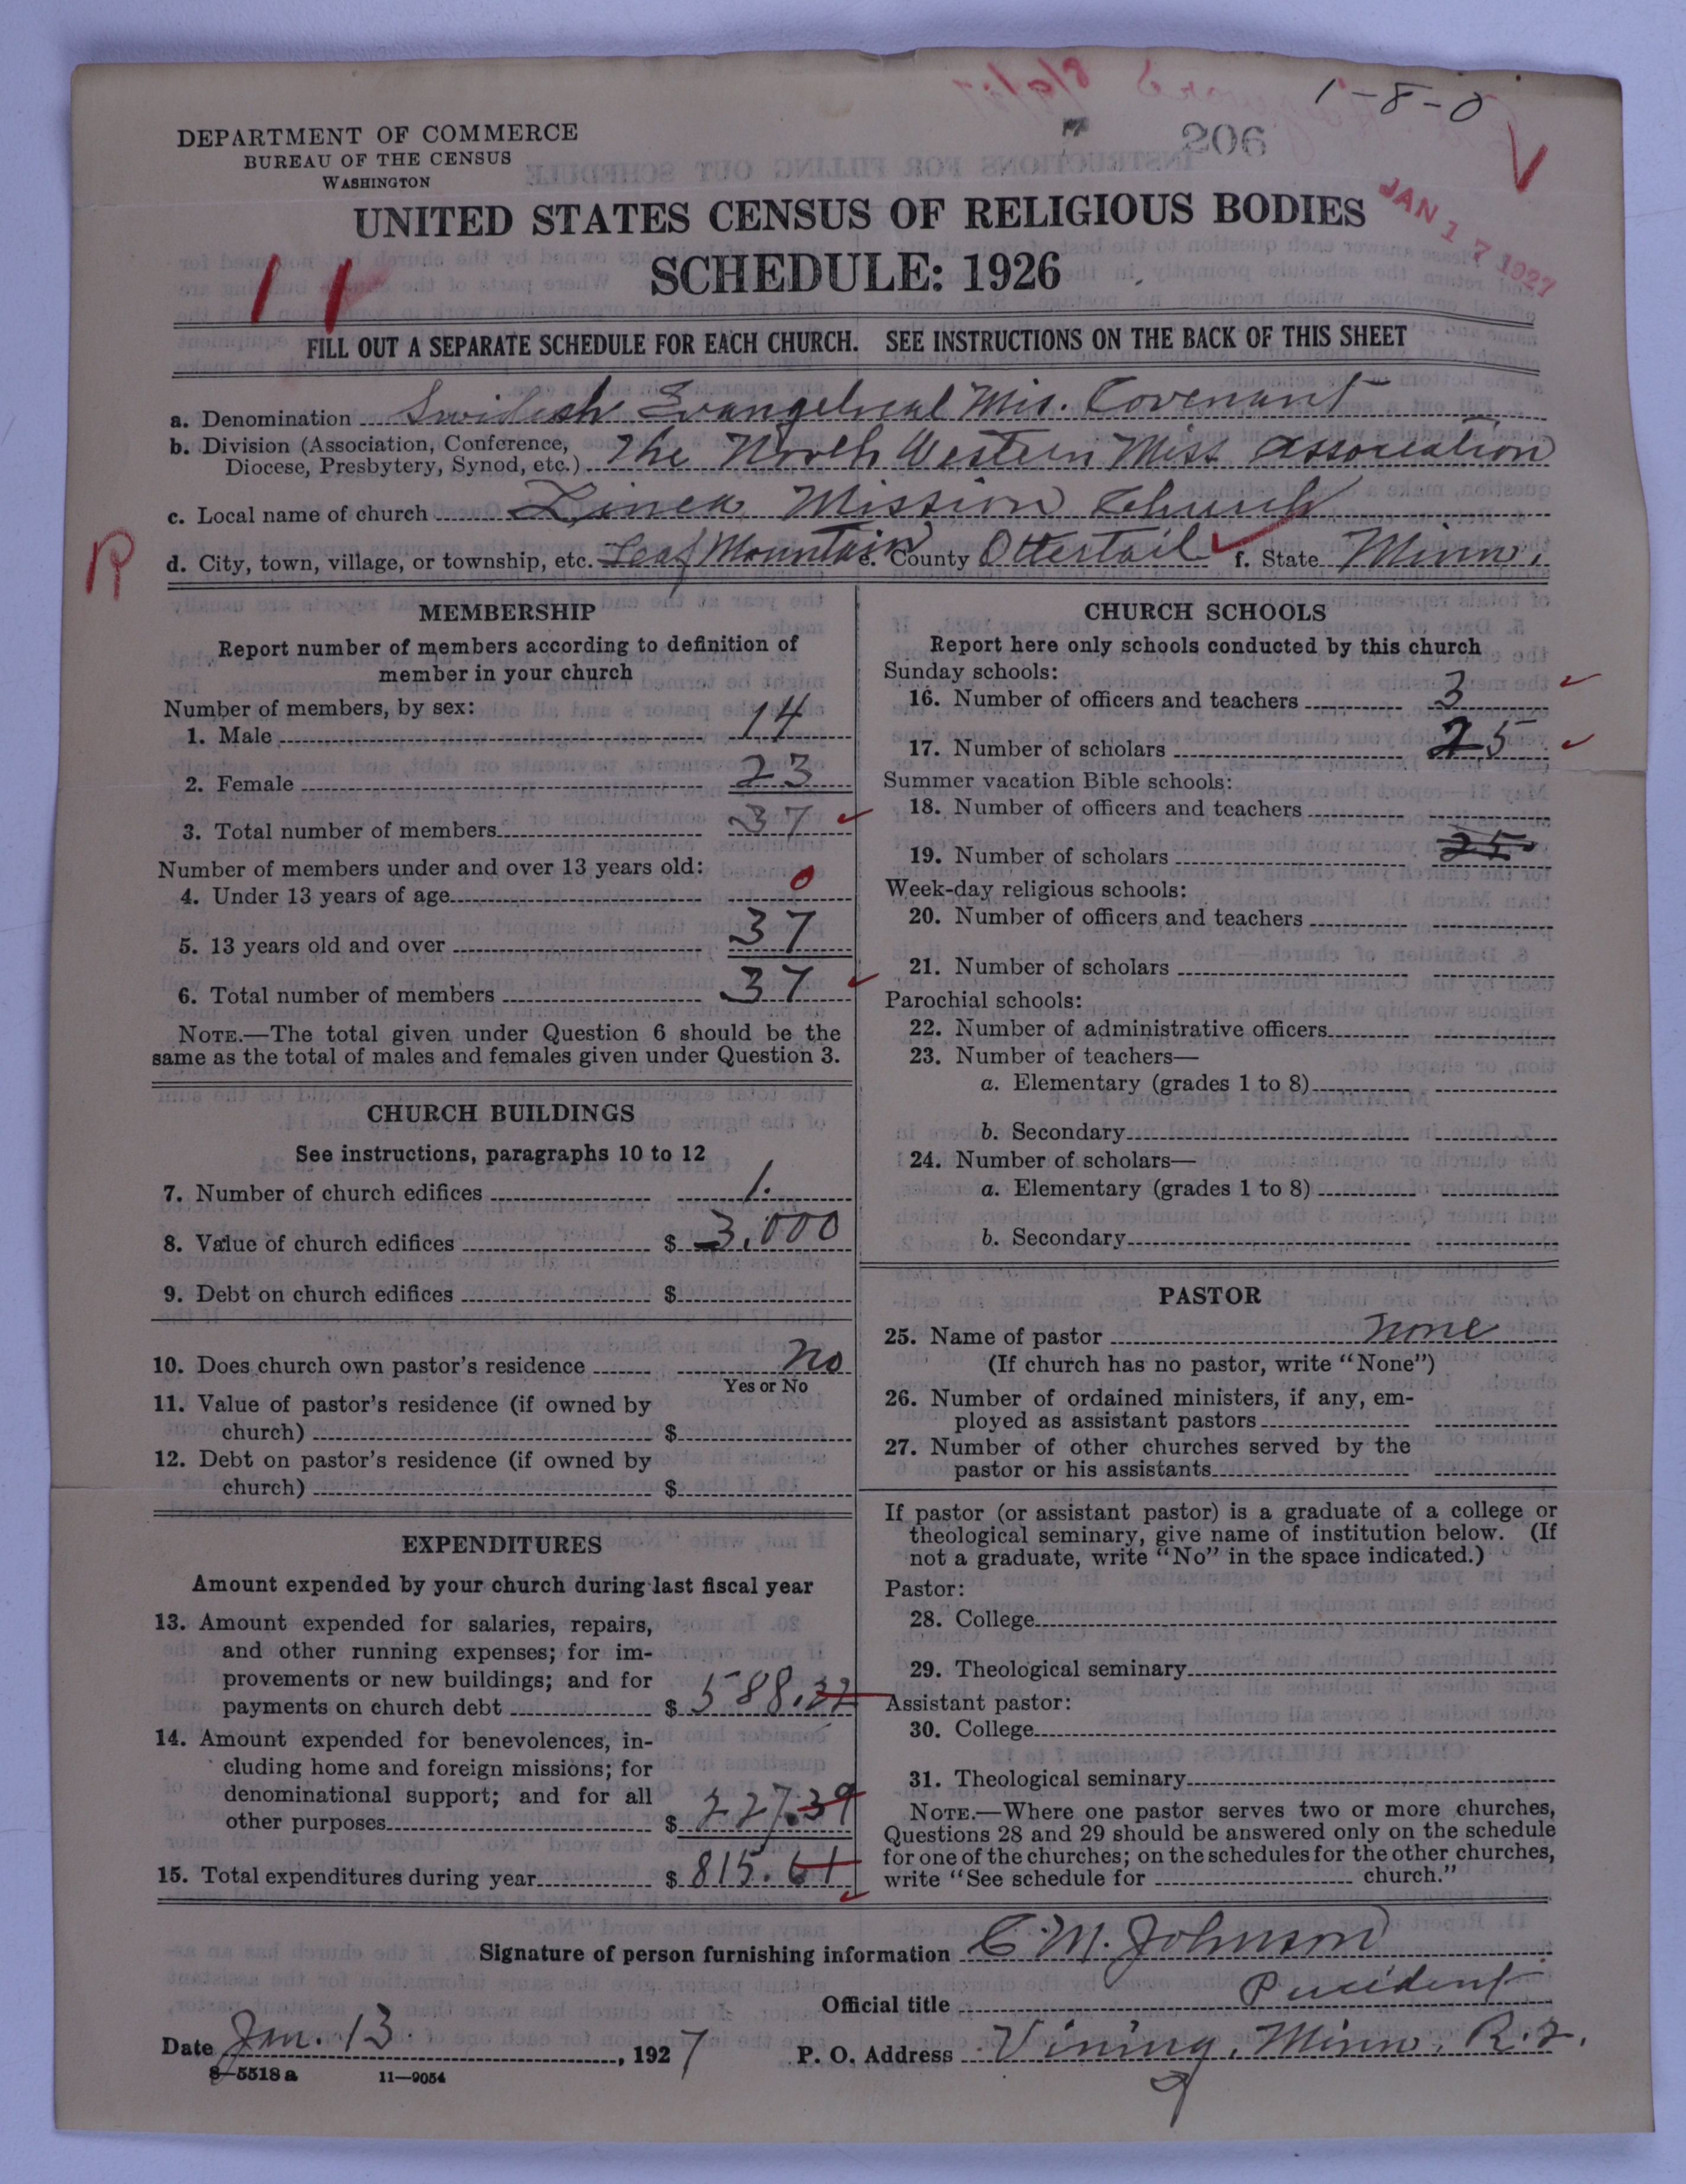 1-8-0
206
DEPARTMENT OF COMMERCE
BUREAU OF THE CENSUS
WASHINGTON
JAN 17 1927
UNITED STATES CENSUS OF RELIGIOUS BODIES
SCHEDULE: 1926
11
FILL OUT A SEPARATE SCHEDULE FOR EACH CHURCH. SEE INSTRUCTIONS ON THE BACK OF THIS SHEET
a. Denomination Swidish Evangelical Mis. Covenant
b. Division (Association, Conference, Diocese, Presbytery, Synod, etc.) The North Western Miss association
c. Local name of church Mission Church
R
d. City, town, village, or township, etc. Leaf Mountain e. County Ottertail f. State Minn.
MEMBERSHIP
Report number of members according to definition of
member in your church
Number of members, by sex:
1. Male 14
2. Female 23
3. Total number of members 37
Number of members under and over 13 years old:
4. Under 13 years of age 0
5. 13 years old and over 37
6. Total number of members 37
NOTE.—The total given under Question 6 should be the
same as the total of males and females given under Question 3.
CHURCH BUILDINGS
See instructions, paragraphs 10 to 12
7. Number of church edifices 1.
8. Value of church edifices $ 3,000
9. Debt on church edifices $
10. Does church own pastor's residence no
Yes or No
11. Value of pastor's residence (if owned by
church) $
12. Debt on pastor's residence (if owned by
church) $
EXPENDITURES
Amount expended by your church during last fiscal year
13. Amount expended for salaries, repairs,
and other running expenses; for im-
provements or new buildings; and for
payments on church debt $ 588.32
14. Amount expended for benevolences, in-
cluding home and foreign missions; for
denominational support; and for all
other purposes $ 227.39
15. Total expenditures during year $ 815.61
CHURCH SCHOOLS
Report here only schools conducted by this church
Sunday schools:
16. Number of officers and teachers 3
17. Number of scholars 25
Summer vacation Bible schools:
18. Number of officers and teachers
19. Number of scholars 25
Week-day religious schools:
20. Number of officers and teachers
21. Number of scholars
Parochial schools:
22. Number of administrative officers
23. Number of teachers—
a. Elementary (grades 1 to 8)
b. Secondary
24. Number of scholars—
a. Elementary (grades 1 to 8)
b. Secondary
PASTOR
25. Name of pastor none
(If church has no pastor, write "None")
26. Number of ordained ministers, if any, em-
ployed as assistant pastors
27. Number of other churches served by the
pastor or his assistants
If pastor (or assistant pastor) is a graduate of a college or
theological seminary, give name of institution below. (If
not a graduate, write "No" in the space indicated.)
Pastor:
28. College
29. Theological seminary
Assistant pastor:
30. College
31. Theological seminary
NOTE.—Where one pastor serves two or more churches,
Questions 28 and 29 should be answered only on the schedule
for one of the churches; on the schedules for the other churches,
write "See schedule for church."
Signature of person furnishing information C. M. Johnson
Official title President
Date Jan. 13. , 1927 P. O. Address Vining, Minn. R. 2.
8—5518 a 11—9054